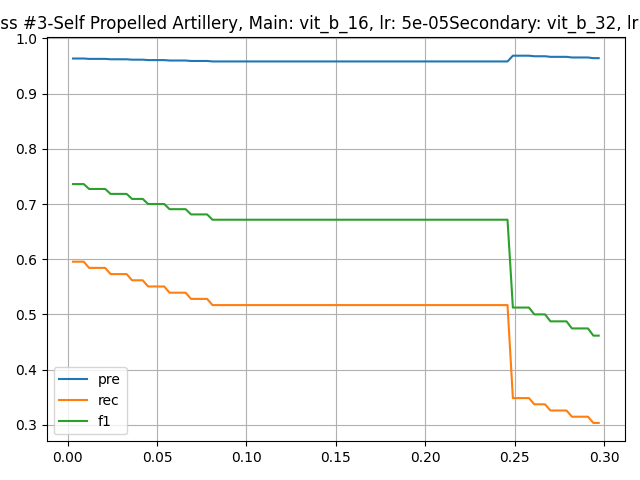 ss #3-Self Propelled Artillery, Main: vit_b_16, lr: 5e-05Secondary: vit_b_32, lr
1.0
0.9
0.8
0.7
0.6
0.5
0.4
0.3
pre
rec
f1
0.00 0.05 0.10 0.15 0.20 0.25 0.30